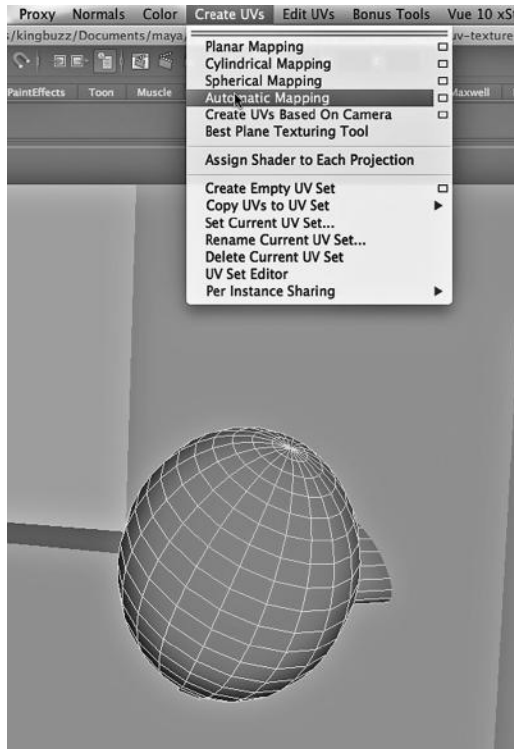 Proxy Normals Color Create UVs Edit UVs Bonus Tools Vue 10 xSt
s/kingbuzz/Documents/maya/
uv-texture
PaintEffects Toon Muscle
Maxwell
Planar Mapping
Cylindrical Mapping
Spherical Mapping
Automatic Mapping
Create UVs Based On Camera
Best Plane Texturing Tool
Assign Shader to Each Projection
Create Empty UV Set
Copy UVs to UV Set
Set Current UV Set...
Rename Current UV Set...
Delete Current UV Set
UV Set Editor
Per Instance Sharing